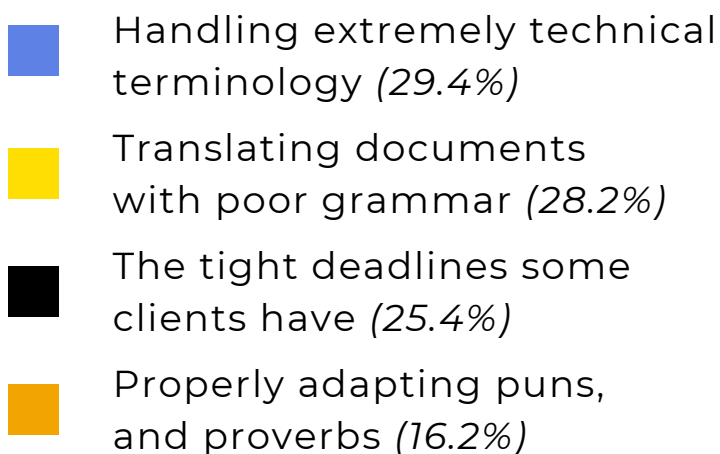 Handling extremely technical
terminology (29.4%)
Translating documents
with poor grammar (28.2%)
The tight deadlines some
clients have (25.4%)
Properly adapting puns,
and proverbs (16.2%)